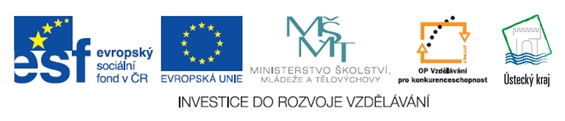 esf evropský
sociální
fond v ČR
EVROPSKÁ UNIE
MŠMT
MINISTERSTVO ŠKOLSTVÍ,
MLÁDEŽE A TĚLOVÝCHOVY
OP Vzdělávání
pro konkurenceschopnost
Ústecký kraj
INVESTICE DO ROZVOJE VZDĚLÁVÁNÍ